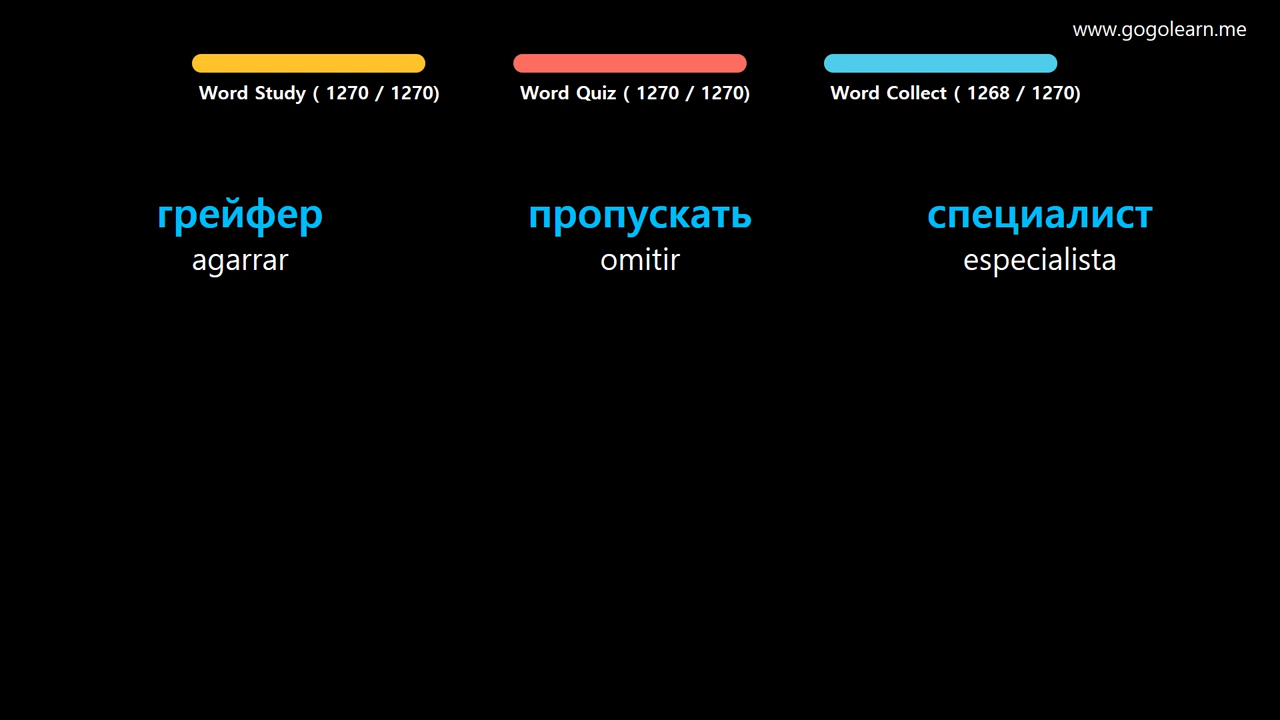 www.gogolearn.me
Word Study ( 1270 / 1270)
Word Quiz ( 1270 / 1270)
Word Collect ( 1268 / 1270)
грейфер
agarrar
пропускать
omitir
специалист
especialista